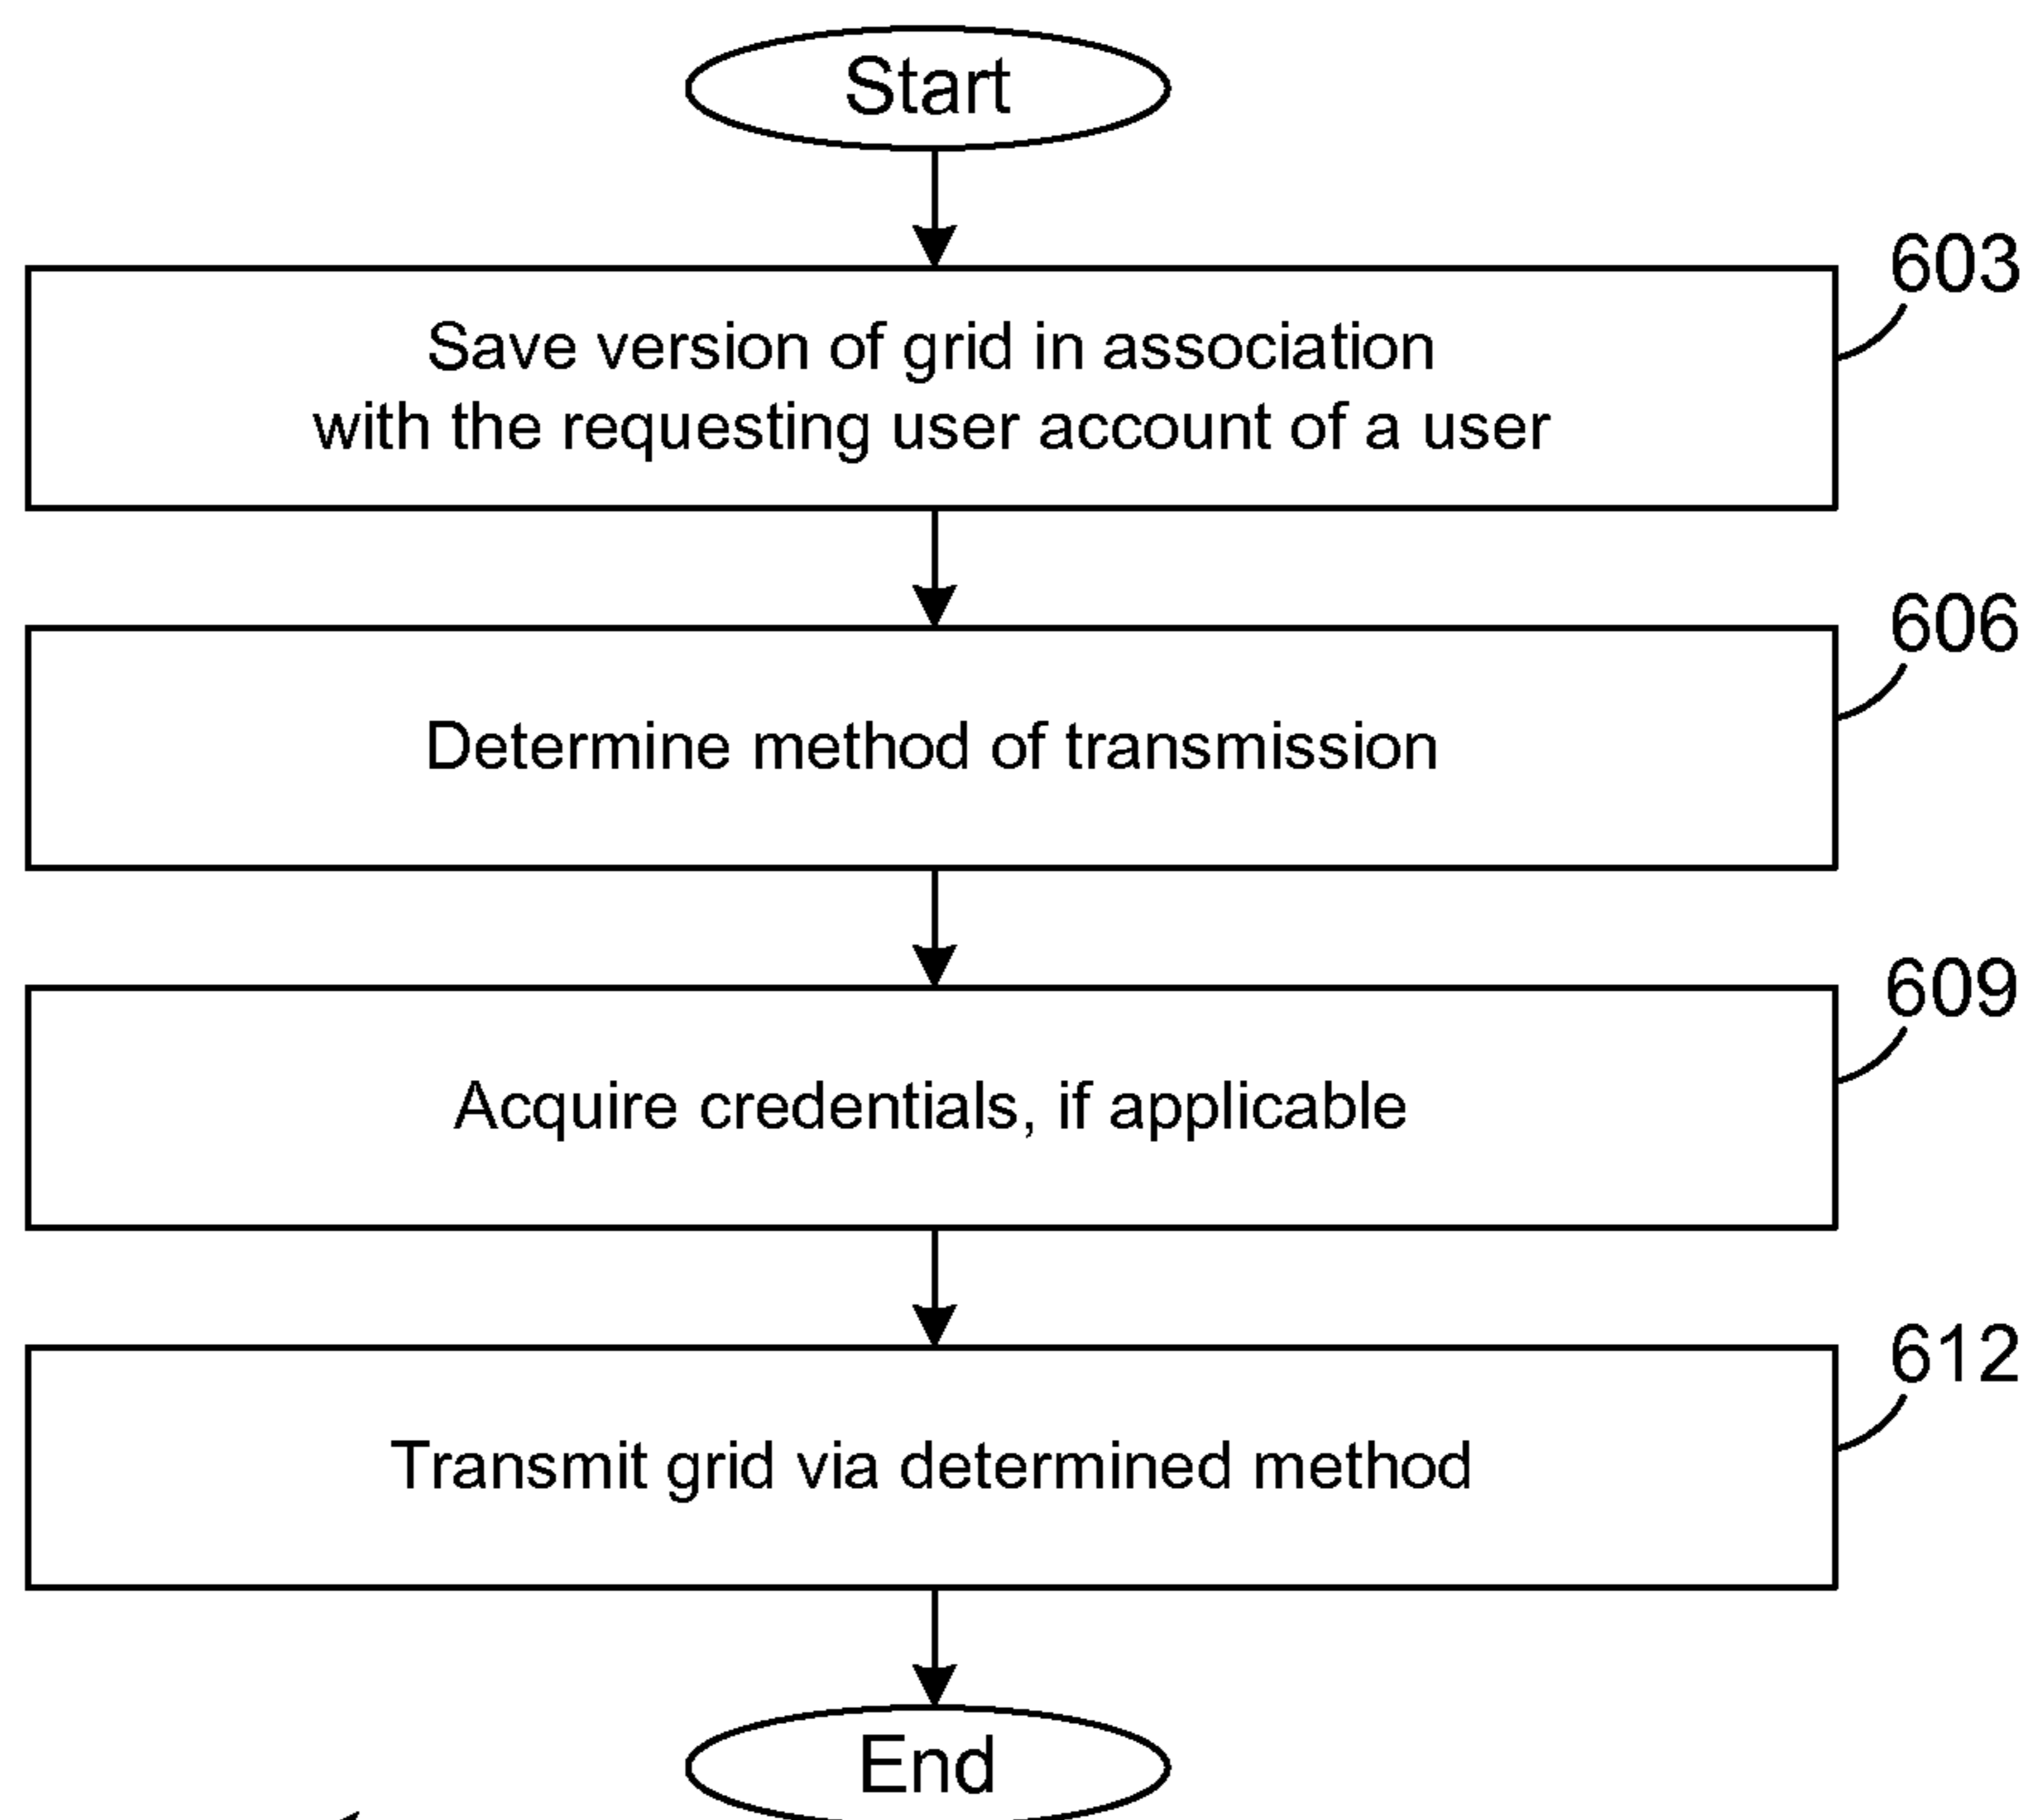 Start
603
Save version of grid in association
with the requesting user account of a user
606
Determine method of transmission
609
Acquire credentials, if applicable
612
Transmit grid via determined method
End